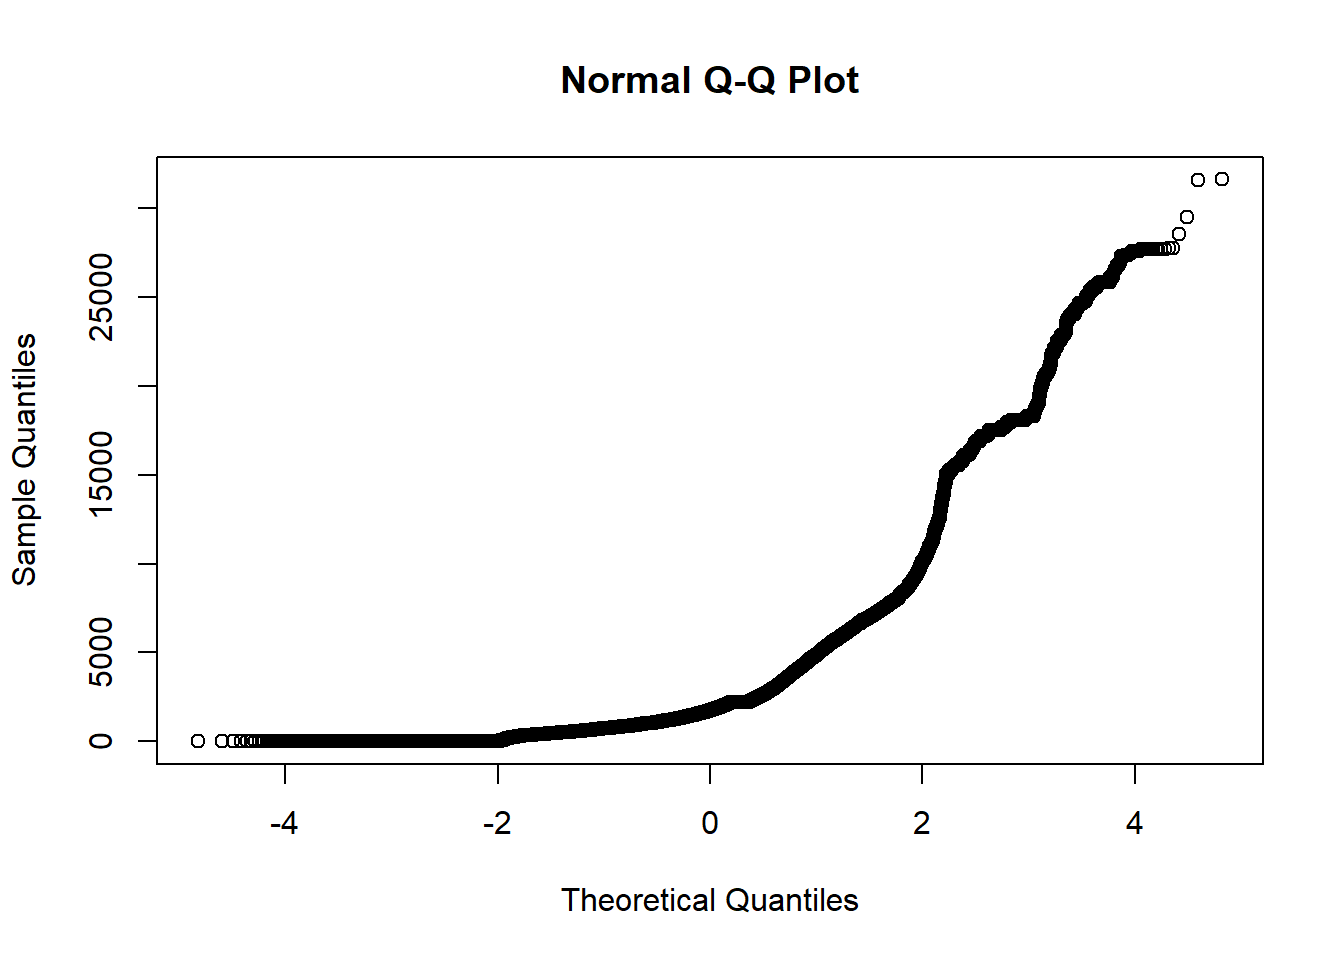 Normal Q-Q Plot
Sample Quantiles
25000
15000
5000
0
-4 -2 0 2 4
Theoretical Quantiles